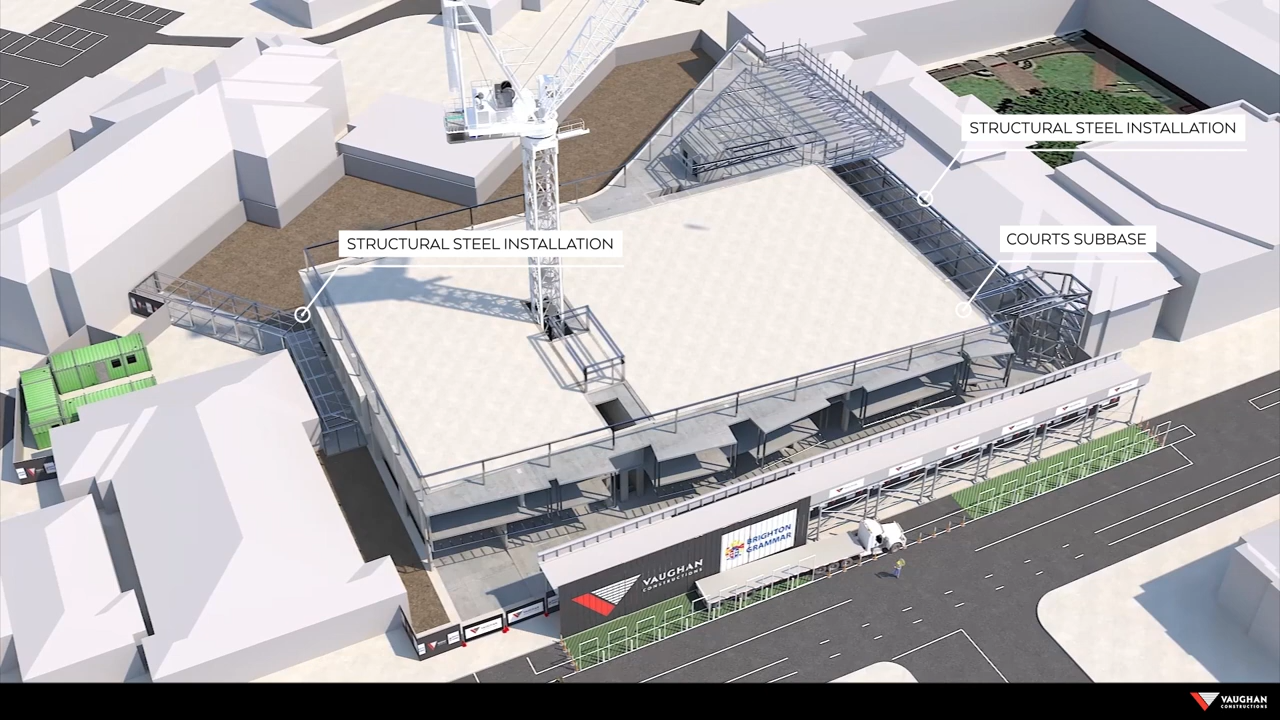 STRUCTURAL STEEL INSTALLATION
COURTS SUBBASE
STRUCTURAL STEEL INSTALLATION
BRIGHTON
GRAMMAR
VAUGHAN
CONSTRUCTIONS
VAUGHAN
CONSTRUCTIONS